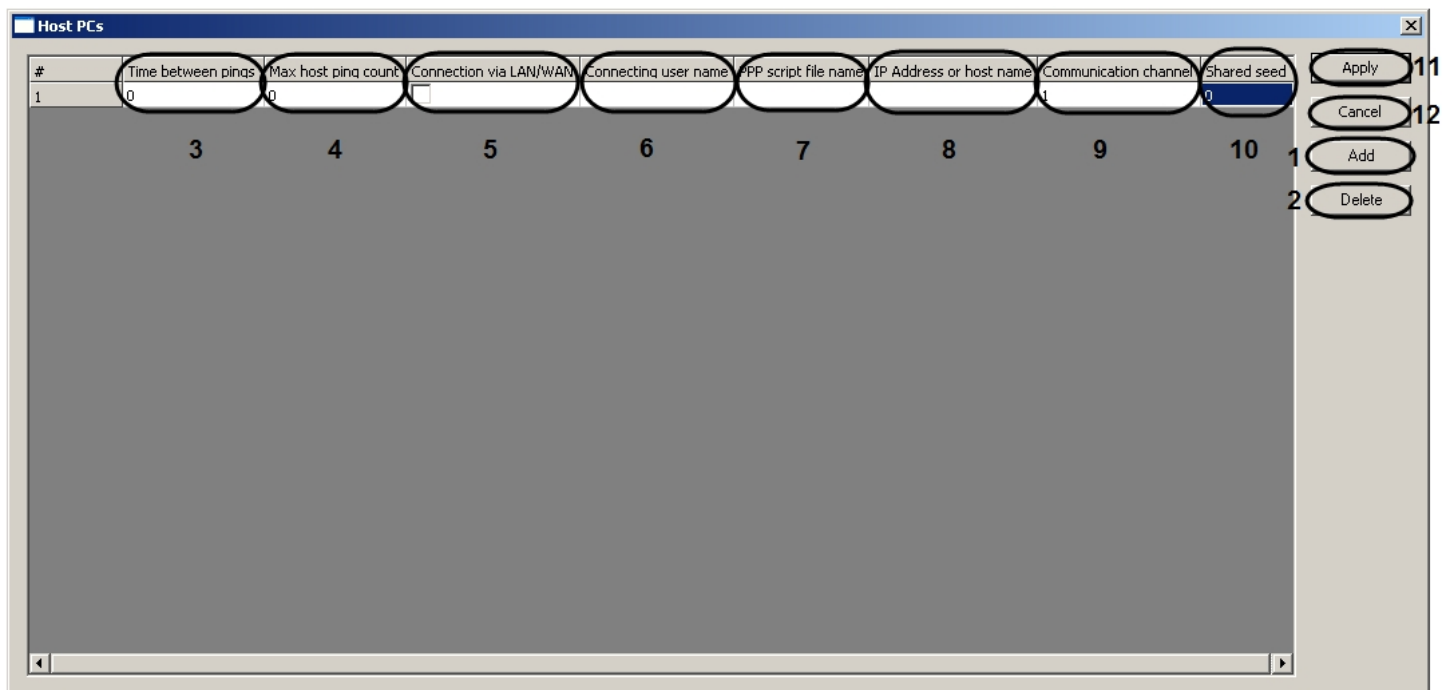 Host PCs
# Time between pings Max host ping count Connection via LAN/WAN Connecting user name PPP script file name IP Address or host name Communication channel Shared seed Apply 11
1 0 0 1 0
Cancel 12
3 4 5 6 7 8 9 10 1 Add
2 Delete